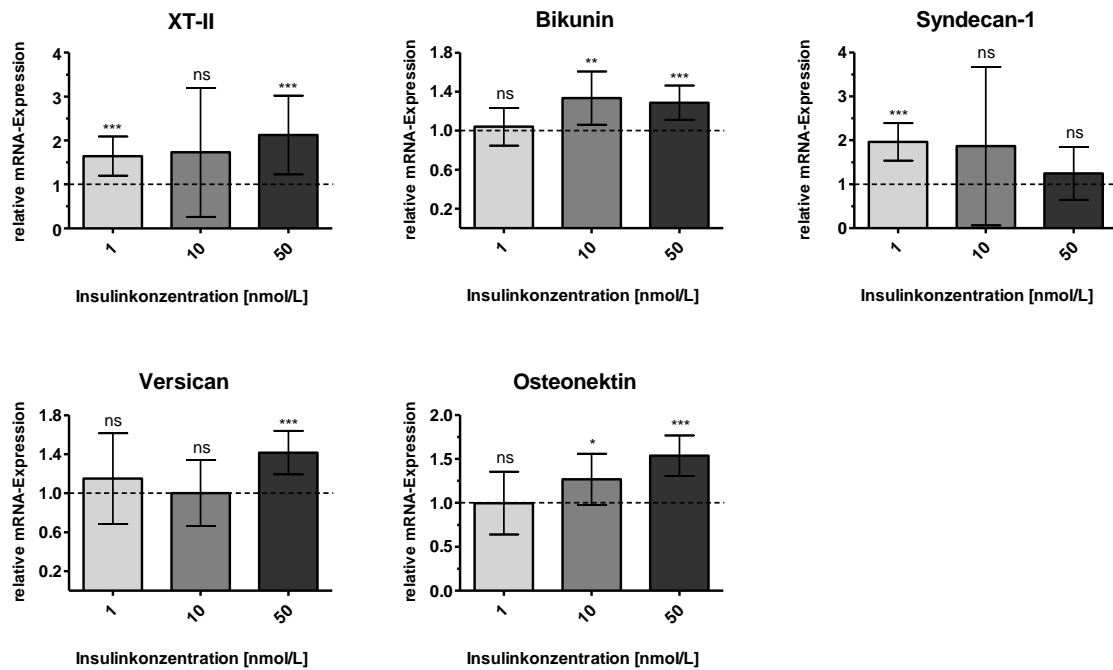 XT-II
relative mRNA-Expression
4
3
2
1
0
***
ns
***
1
10
50
Insulinkonzentration [nmol/L]
Bikunin
relative mRNA-Expression
1.8
1.4
1.0
0.6
0.2
ns
**
***
1
10
50
Insulinkonzentration [nmol/L]
Syndecan-1
relative mRNA-Expression
4
3
2
1
0
***
ns
ns
1
10
50
Insulinkonzentration [nmol/L]
Versican
relative mRNA-Expression
1.8
1.4
1.0
0.6
0.2
ns
ns
***
1
10
50
Insulinkonzentration [nmol/L]
Osteonektin
relative mRNA-Expression
2.0
1.5
1.0
0.5
0.0
ns
*
***
1
10
50
Insulinkonzentration [nmol/L]